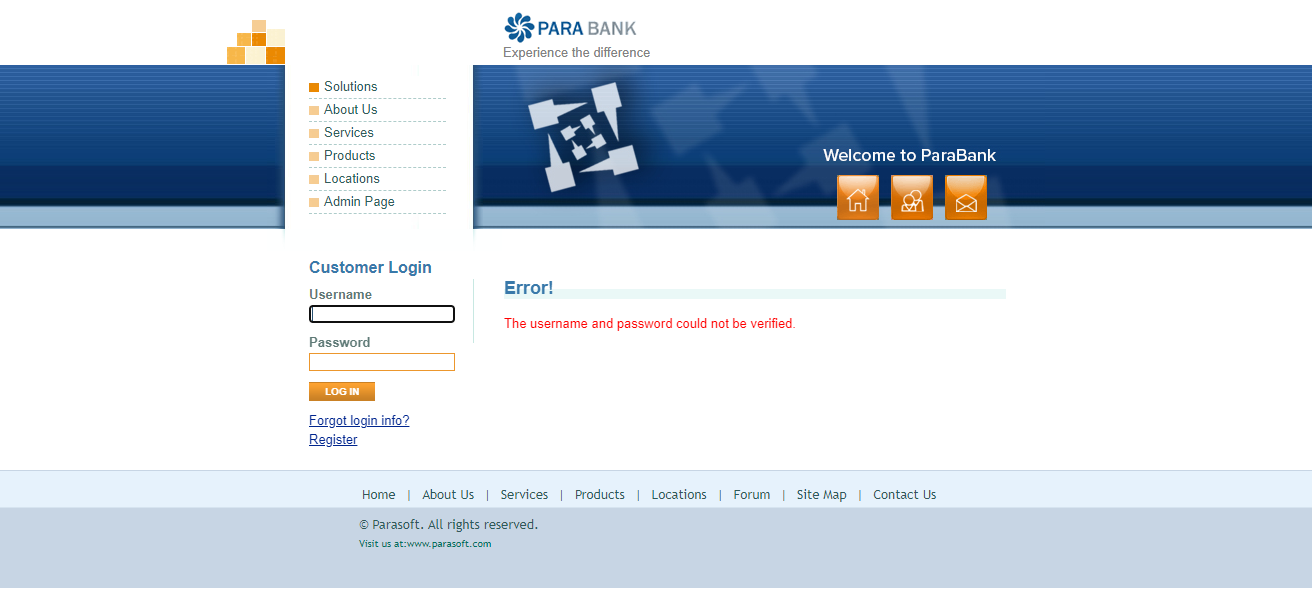 PARA BANK
Experience the difference
Solutions
About Us
Services
Products
Locations
Admin Page
Welcome to ParaBank
Customer Login
Username
Password
LOG IN
Forgot login info?
Register
Error!
The username and password could not be verified.
Home | About Us | Services | Products | Locations | Forum | Site Map | Contact Us
© Parasoft. All rights reserved.
Visit us at:www.parasoft.com